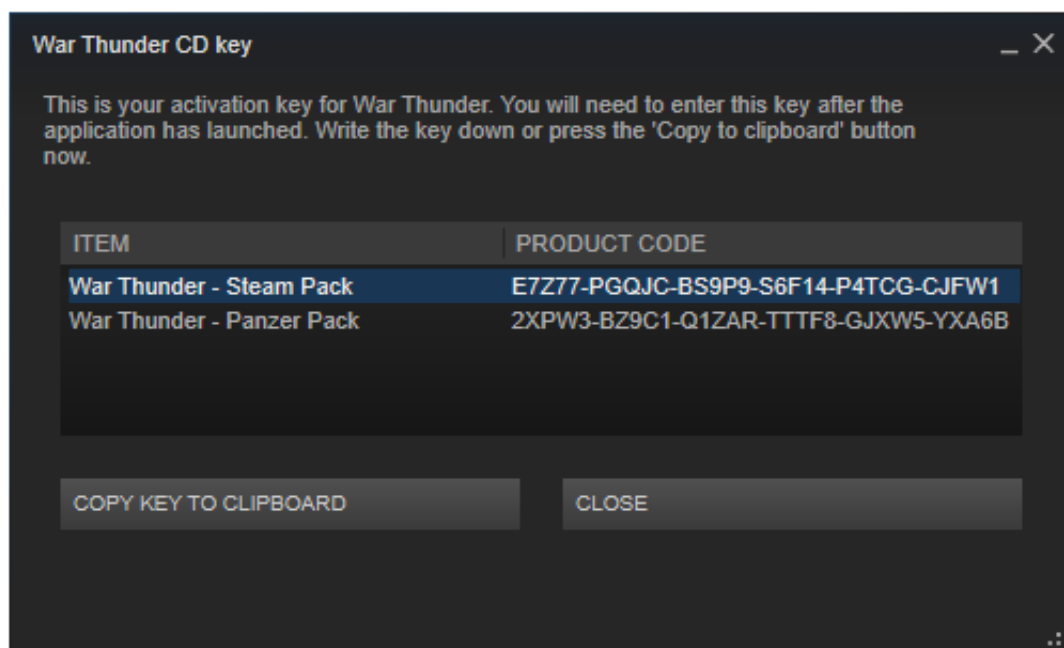 War Thunder CD key
This is your activation key for War Thunder. You will need to enter this key after the
application has launched. Write the key down or press the 'Copy to clipboard' button
now.
ITEM PRODUCT CODE
War Thunder - Steam Pack E7Z77-PGQJC-BS9P9-S6F14-P4TCG-CJFW1
War Thunder - Panzer Pack 2XPW3-BZ9C1-Q1ZAR-TTTF8-GJXW5-YXA6B
COPY KEY TO CLIPBOARD CLOSE